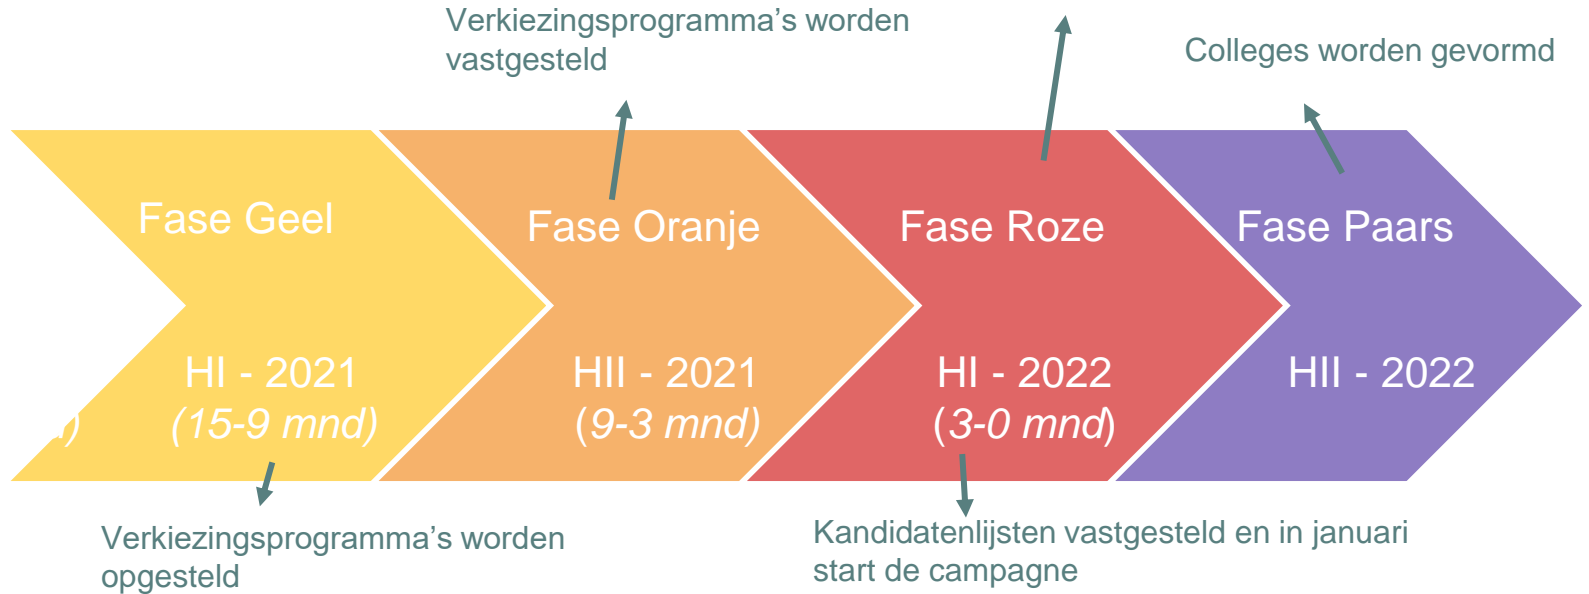 Verkiezingsprogramma’s worden
vastgesteld
Colleges worden gevormd
Fase Geel
Fase Oranje
Fase Roze
Fase Paars
HI - 2021
(15-9 mnd)
HII - 2021
(9-3 mnd)
HI - 2022
(3-0 mnd)
HII - 2022
Verkiezingsprogramma’s worden
opgesteld
Kandidatenlijsten vastgesteld en in januari
start de campagne